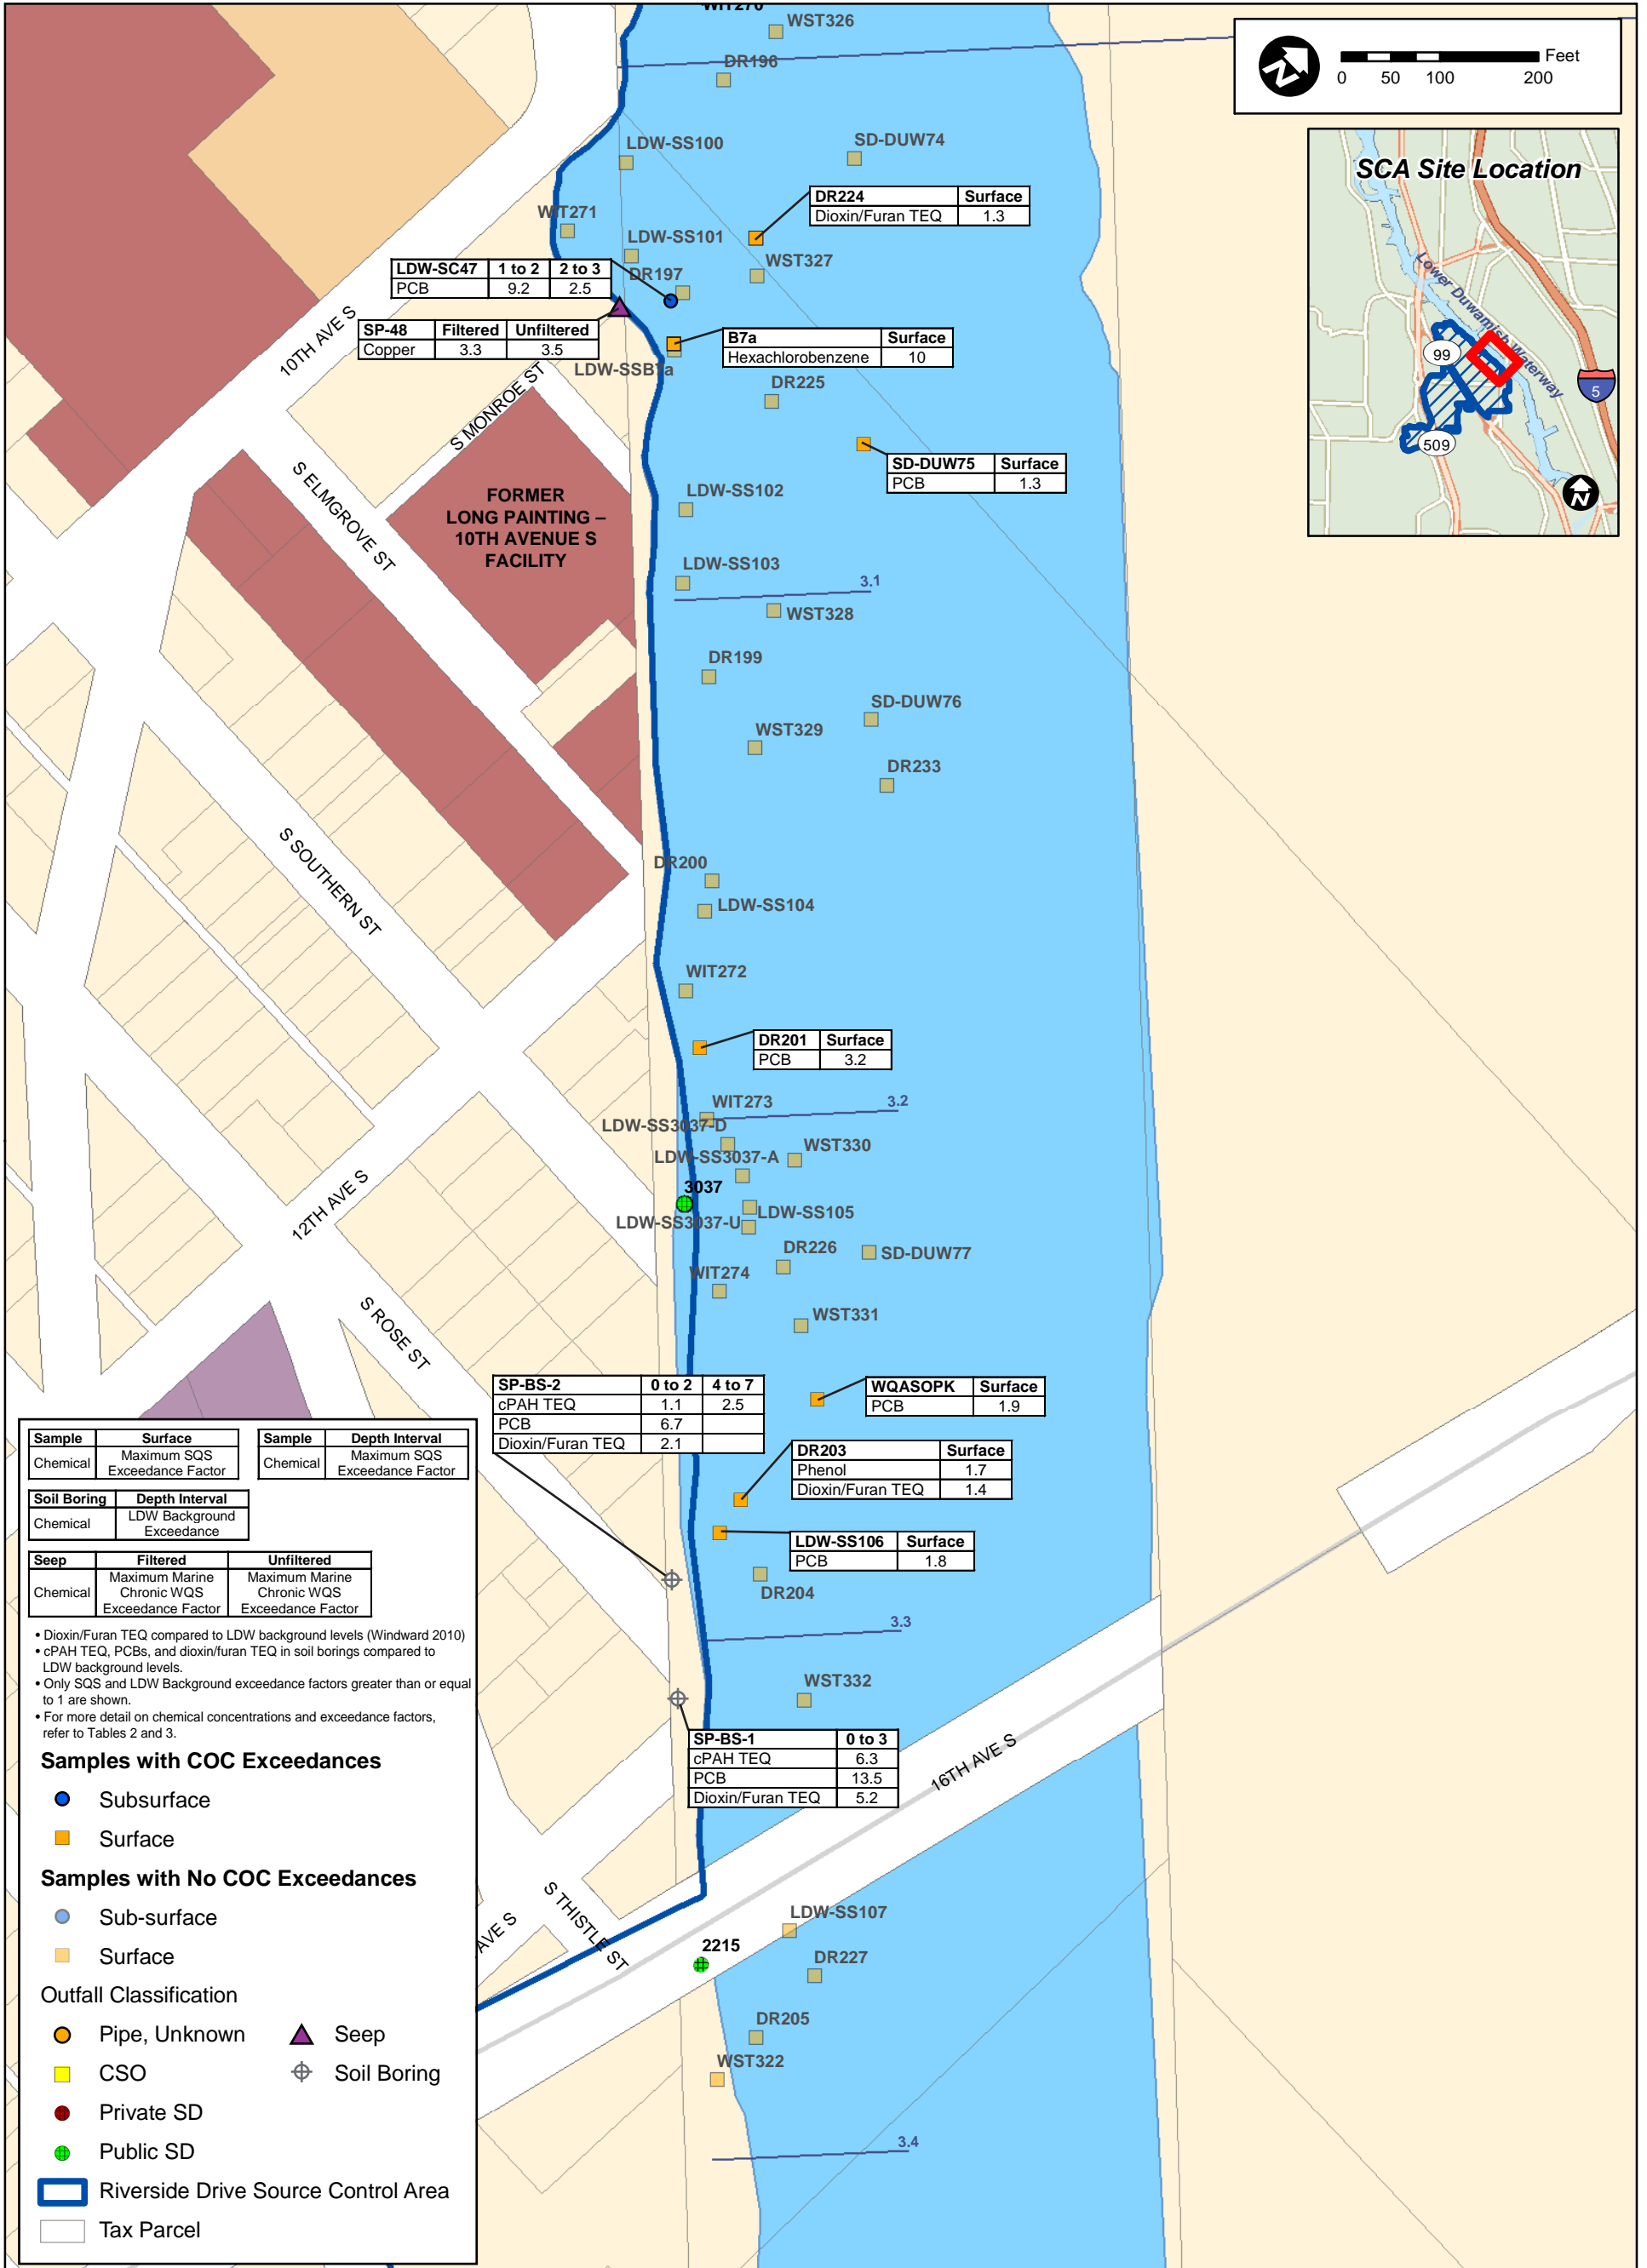 WIT270
WST326
DR196
Feet
0 50 100 200
N
LDW-SS100
SD-DUW74
SCA Site Location
Lower Duwamish Waterway
99
5
509
N
DR224 Surface
Dioxin/Furan TEQ 1.3
WIT271
LDW-SS101
WST327
LDW-SC47 1 to 2 2 to 3
PCB 9.2 2.5
DR197
SP-48 Filtered Unfiltered
Copper 3.3 3.5
B7a Surface
Hexachlorobenzene 10
10TH AVE S
LDW-SSB7a
DR225
S MONROE ST
SD-DUW75 Surface
PCB 1.3
S ELMGROVE ST
FORMER
LONG PAINTING –
10TH AVENUE S
FACILITY
LDW-SS102
LDW-SS103
3.1
WST328
DR199
SD-DUW76
WST329
DR233
S SOUTHERN ST
DR200
LDW-SS104
WIT272
DR201 Surface
PCB 3.2
WIT273
3.2
LDW-SS3037-D
WST330
LDW-SS3037-A
12TH AVE S
3037
LDW-SS105
LDW-SS3037-U
DR226
SD-DUW77
WIT274
WST331
S ROSE ST
SP-BS-2 0 to 2 4 to 7
cPAH TEQ 1.1 2.5
PCB 6.7
Dioxin/Furan TEQ 2.1
WQASOPK Surface
PCB 1.9
DR203 Surface
Phenol 1.7
Dioxin/Furan TEQ 1.4
LDW-SS106 Surface
PCB 1.8
DR204
3.3
WST332
SP-BS-1 0 to 3
cPAH TEQ 6.3
PCB 13.5
Dioxin/Furan TEQ 5.2
16TH AVE S
S THISTLE ST
AVE S
LDW-SS107
2215
DR227
DR205
WST322
3.4
Sample Surface
Chemical Maximum SQS
Exceedance Factor
Sample Depth Interval
Chemical Maximum SQS
Exceedance Factor
Soil Boring Depth Interval
Chemical LDW Background
Exceedance
Seep Filtered Unfiltered
Chemical Maximum Marine Maximum Marine
Chronic WQS Chronic WQS
Exceedance Factor Exceedance Factor
• Dioxin/Furan TEQ compared to LDW background levels (Windward 2010)
• cPAH TEQ, PCBs, and dioxin/furan TEQ in soil borings compared to
LDW background levels.
• Only SQS and LDW Background exceedance factors greater than or equal
to 1 are shown.
• For more detail on chemical concentrations and exceedance factors,
refer to Tables 2 and 3.
Samples with COC Exceedances
Subsurface
Surface
Samples with No COC Exceedances
Sub-surface
Surface
Outfall Classification
Pipe, Unknown Seep
CSO Soil Boring
Private SD
Public SD
Riverside Drive Source Control Area
Tax Parcel